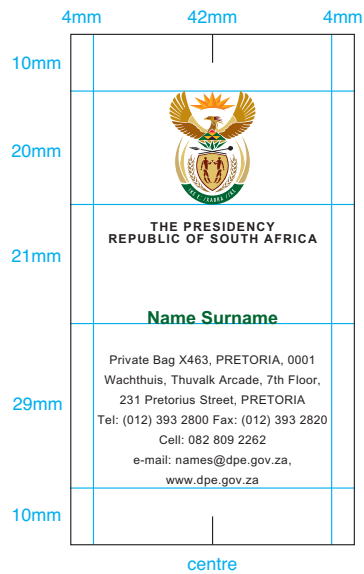 4mm 42mm 4mm
10mm
20mm
21mm
29mm
10mm
THE PRESIDENCY
REPUBLIC OF SOUTH AFRICA
Name Surname
Private Bag X463, PRETORIA, 0001
Wachthuis, Thuvalk Arcade, 7th Floor,
231 Pretorius Street, PRETORIA
Tel: (012) 393 2800 Fax: (012) 393 2820
Cell: 082 809 2262
e-mail: names@dpe.gov.za,
www.dpe.gov.za
centre